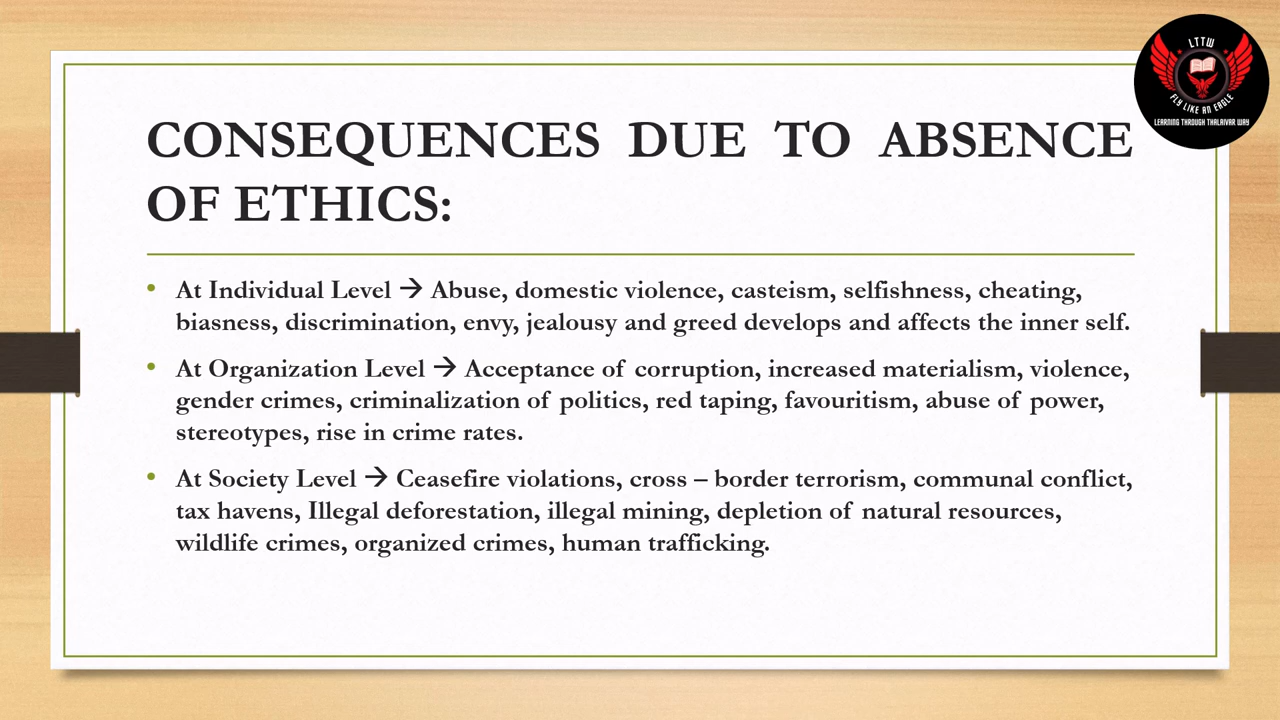 LTTW
FLY LIKE AN EAGLE
LEARNING THROUGH THALAIVAR WAY
CONSEQUENCES DUE TO ABSENCE
OF ETHICS:
• At Individual Level → Abuse, domestic violence, casteism, selfishness, cheating,
biasness, discrimination, envy, jealousy and greed develops and affects the inner self.
• At Organization Level → Acceptance of corruption, increased materialism, violence,
gender crimes, criminalization of politics, red taping, favouritism, abuse of power,
stereotypes, rise in crime rates.
• At Society Level → Ceasefire violations, cross – border terrorism, communal conflict,
tax havens, Illegal deforestation, illegal mining, depletion of natural resources,
wildlife crimes, organized crimes, human trafficking.